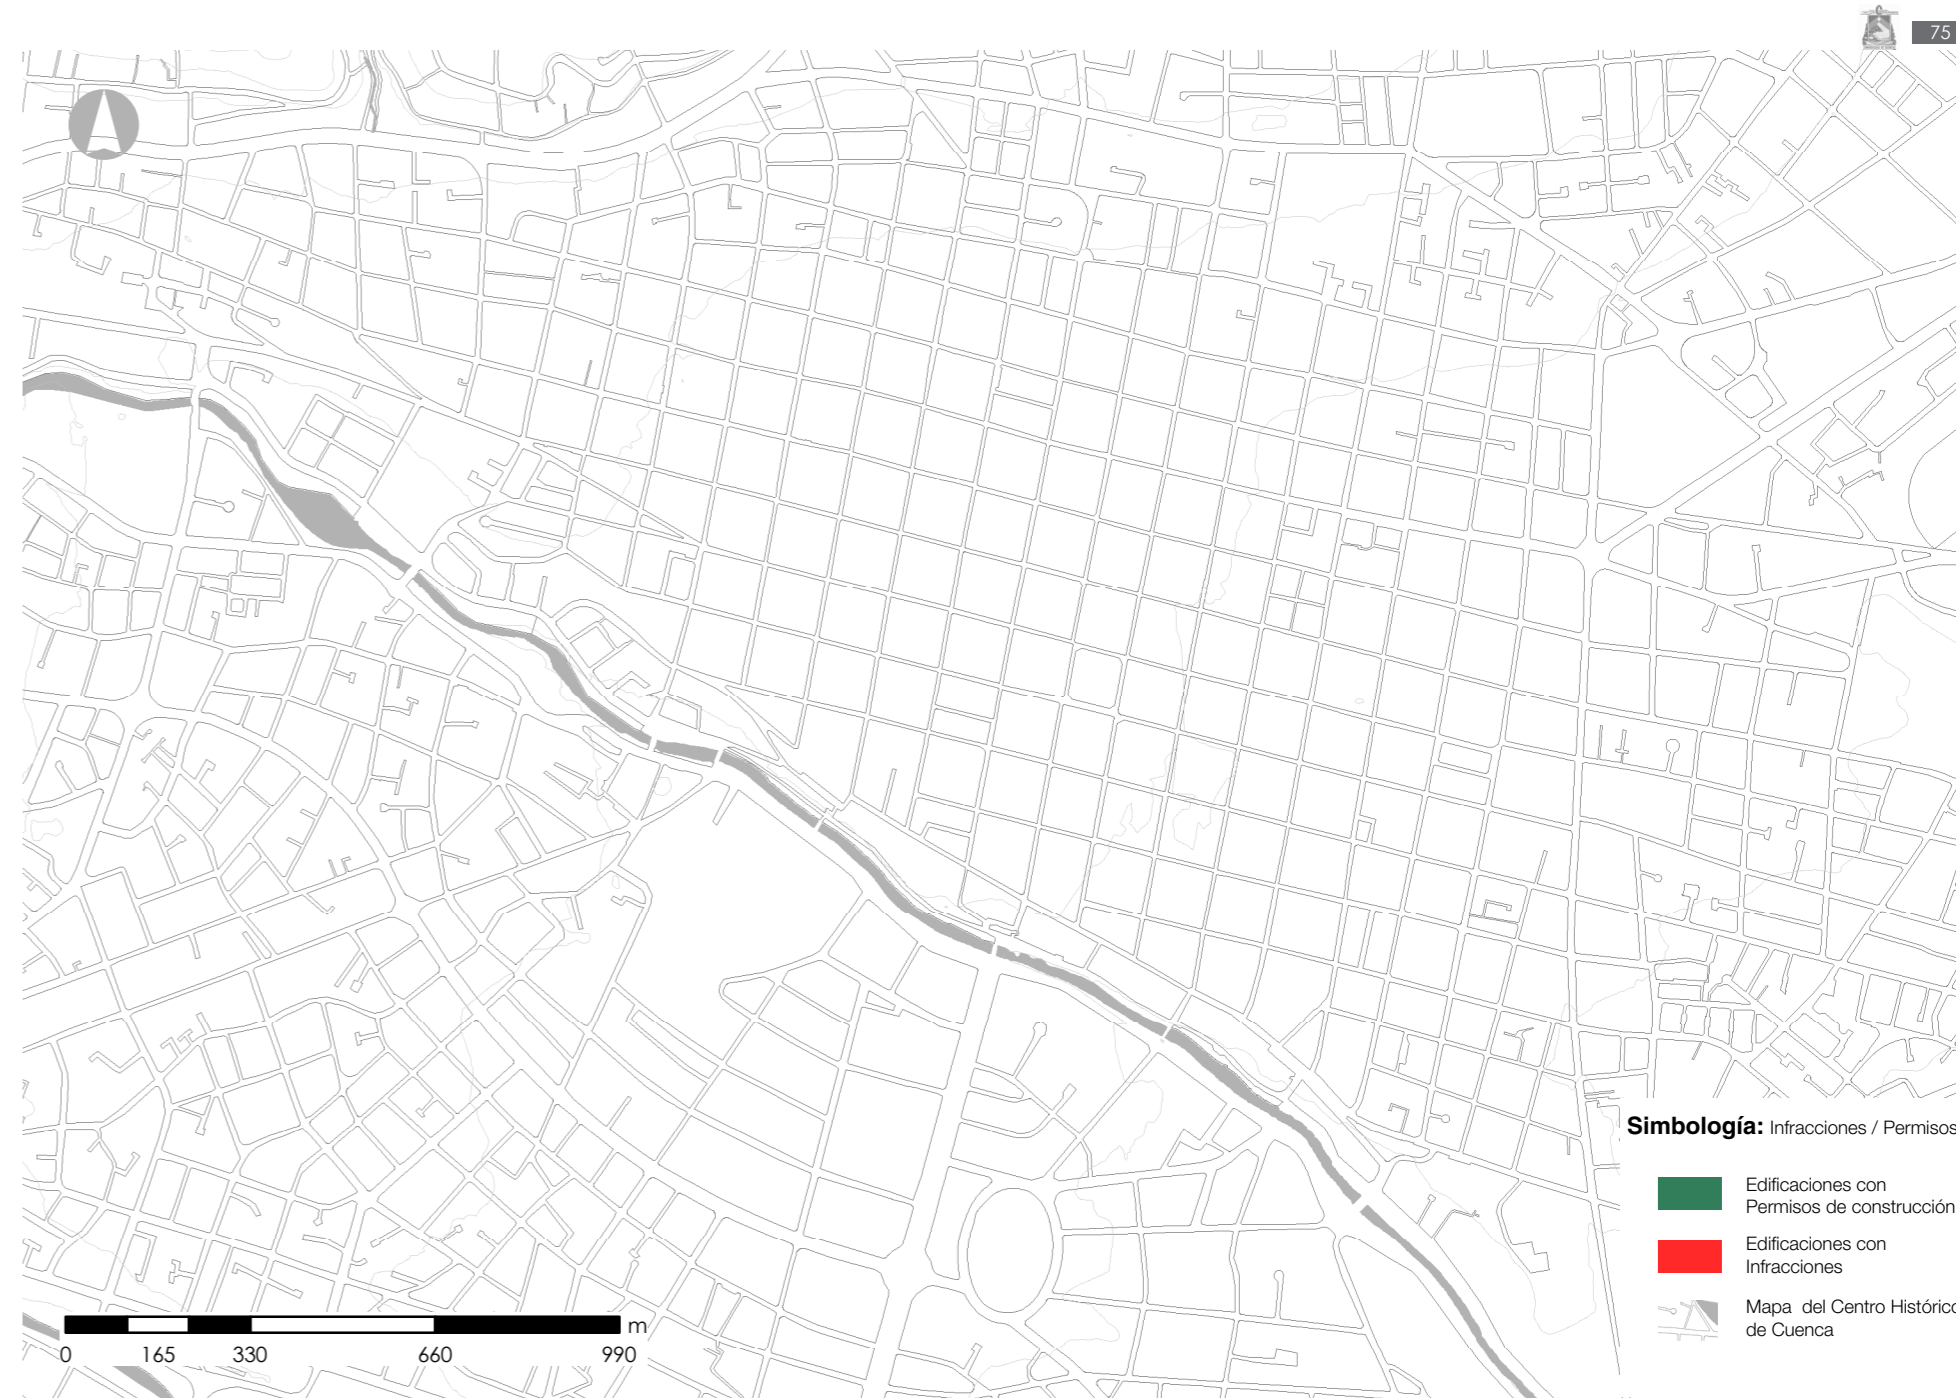 75
Simbología: Infracciones / Permisos
Edificaciones con
Permisos de construcción
Edificaciones con
Infracciones
Mapa del Centro Histórico
de Cuenca
m
0 165 330 660 990